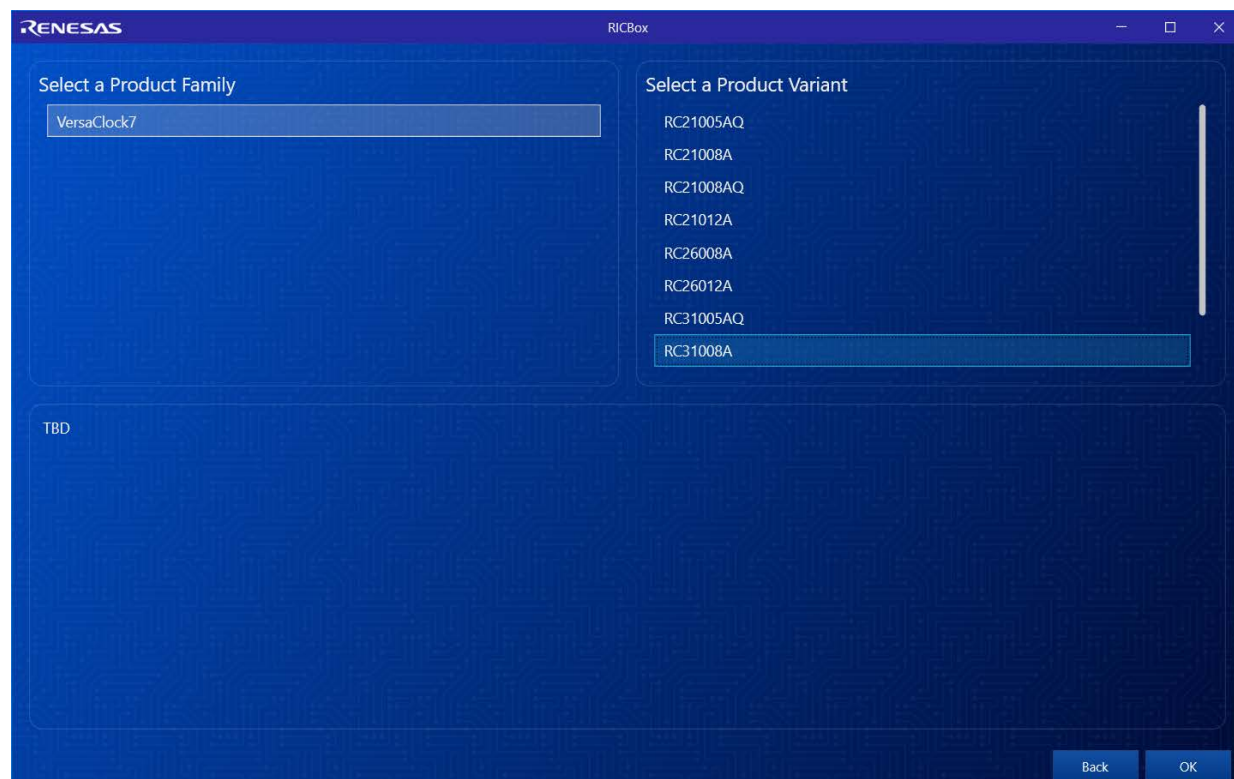 RENESAS
RICBox
Select a Product Family
VersaClock7
Select a Product Variant
RC21005AQ
RC21008A
RC21008AQ
RC21012A
RC26008A
RC26012A
RC31005AQ
RC31008A
TBD
Back
OK